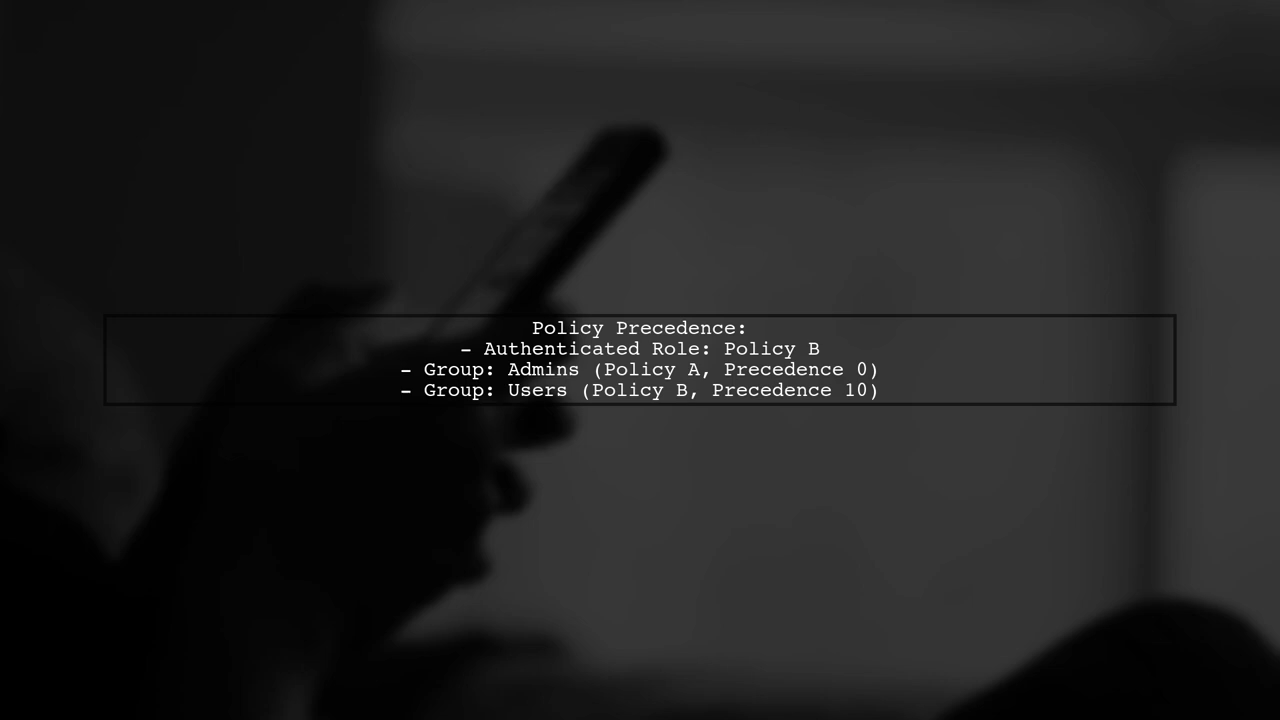 Policy Precedence:
- Authenticated Role: Policy B
- Group: Admins (Policy A, Precedence 0)
- Group: Users (Policy B, Precedence 10)